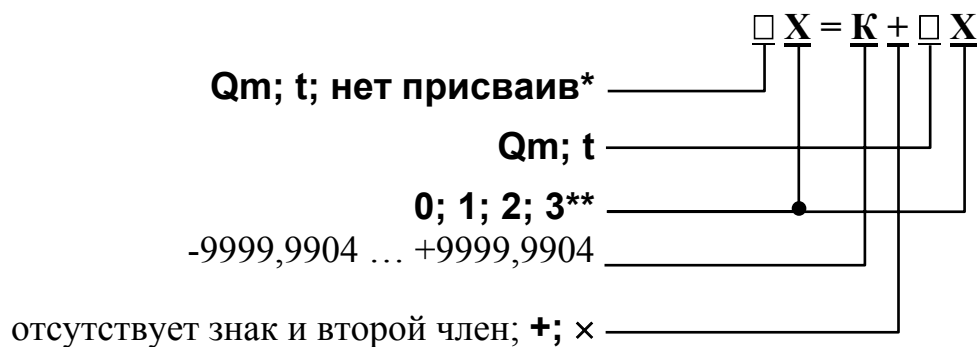 □ X = К + □ X
Qm; t; нет присваив*
Qm; t
0; 1; 2; 3**
-9999,9904 … +9999,9904
отсутствует знак и второй член; +; ×